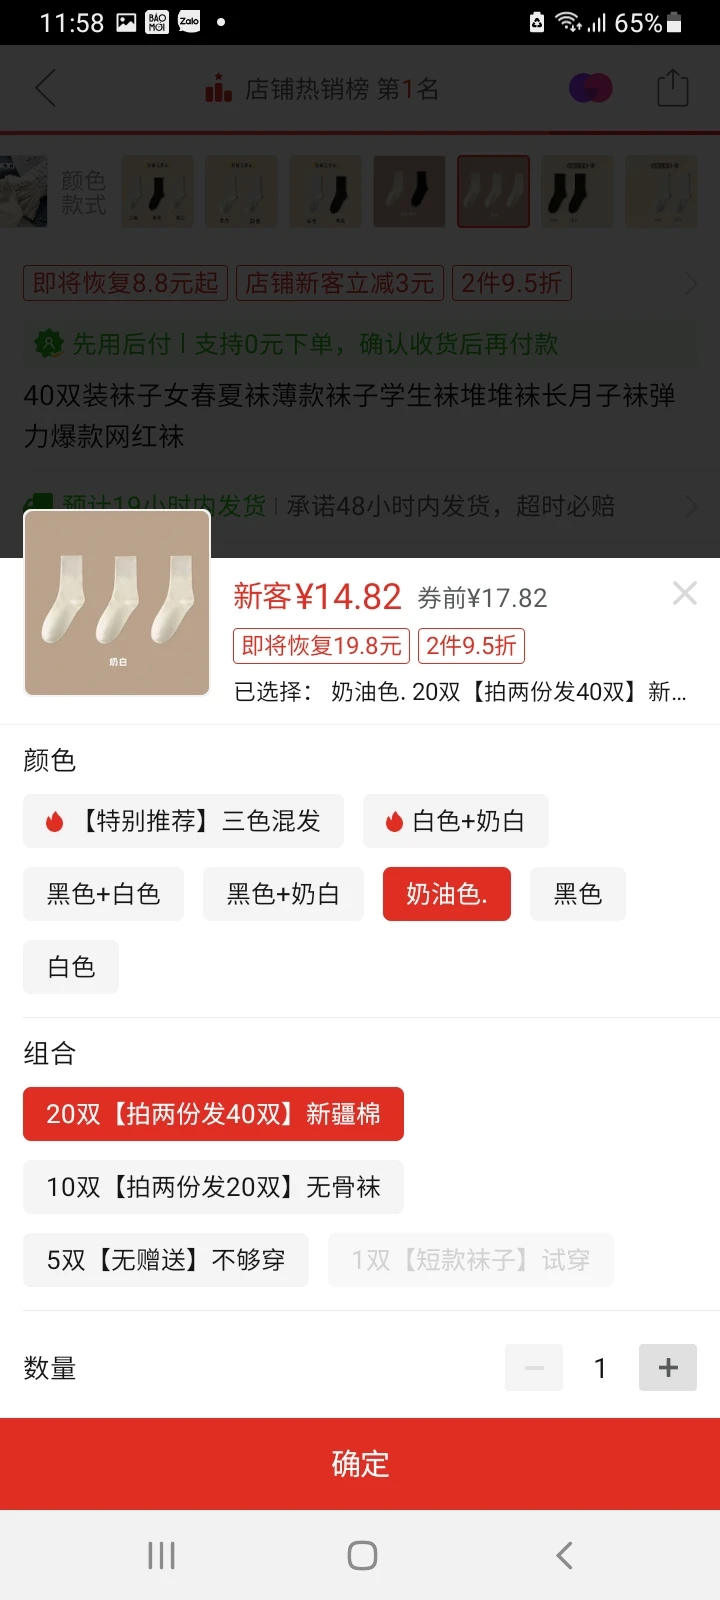 11:58 BÁO MỚI Zalo 65%
店铺热销榜 第1名
颜色
款式
即将恢复8.8元起 店铺新客立减3元 2件9.5折
先用后付 | 支持0元下单，确认收货后再付款
40双装袜子女春夏袜薄款袜子学生袜堆堆袜长月子袜弹
力爆款网红袜
预计19小时内发货 | 承诺48小时内发货，超时必赔
奶白
新客¥14.82 券前¥17.82
即将恢复19.8元 2件9.5折
已选择： 奶油色. 20双【拍两份发40双】新...
颜色
【特别推荐】三色混发 白色+奶白
黑色+白色 黑色+奶白 奶油色. 黑色
白色
组合
20双【拍两份发40双】新疆棉
10双【拍两份发20双】无骨袜
5双【无赠送】不够穿 1双【短款袜子】试穿
数量 1
确定